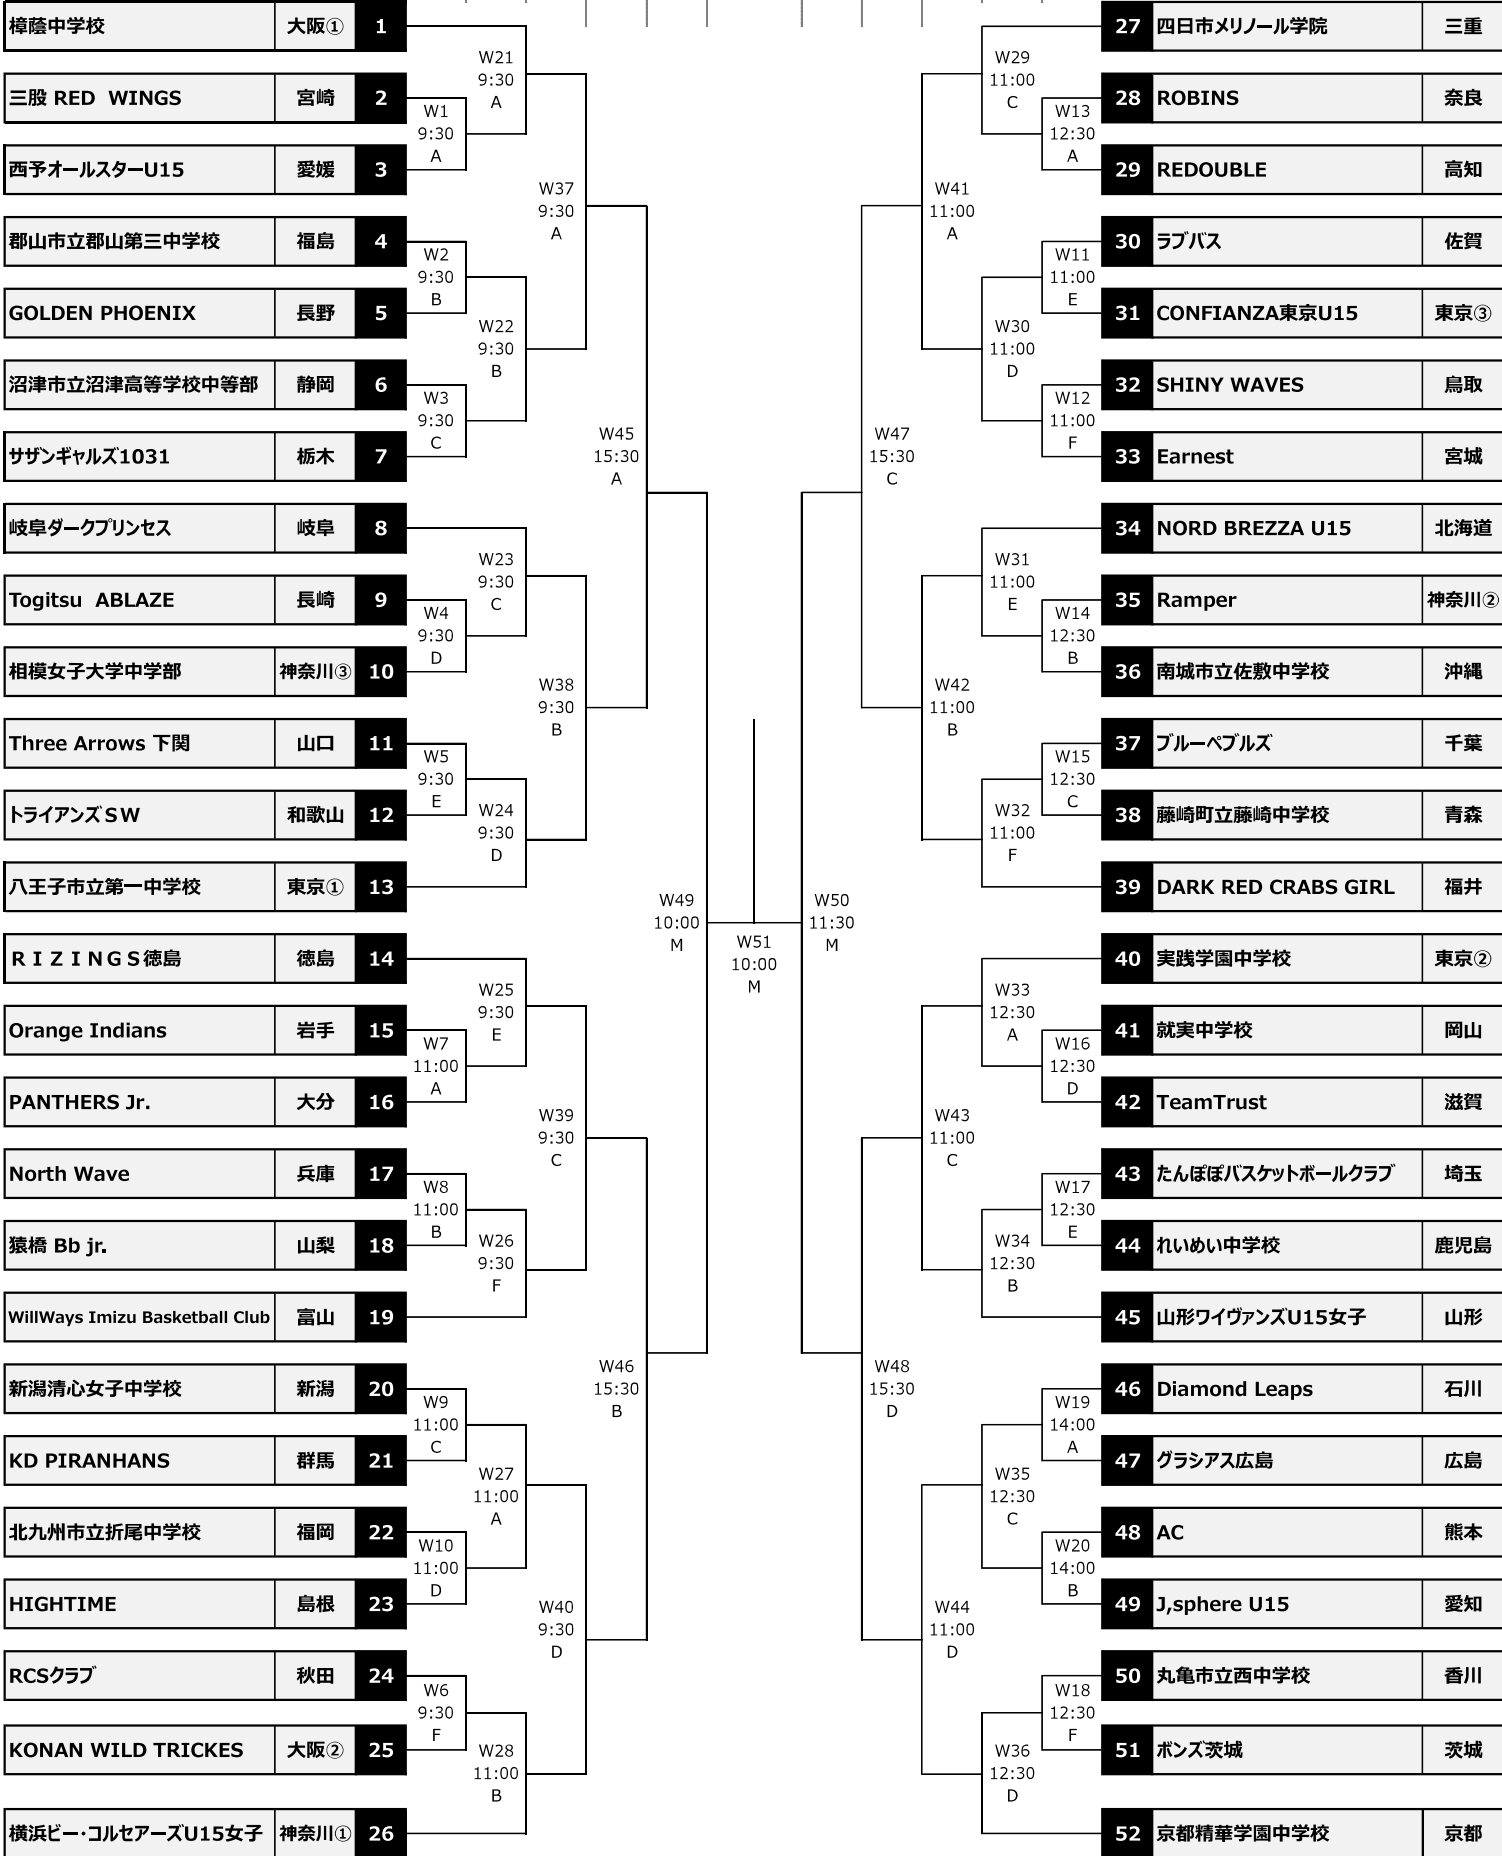 樟蔭中学校 大阪① 1
三股 RED WINGS 宮崎 2
西予オールスターU15 愛媛 3
郡山市立郡山第三中学校 福島 4
GOLDEN PHOENIX 長野 5
沼津市立沼津高等学校中等部 静岡 6
サザンギャルズ1031 栃木 7
岐阜ダークプリンセス 岐阜 8
Togitsu ABLAZE 長崎 9
相模女子大学中学部 神奈川③ 10
Three Arrows 下関 山口 11
トライアンズSW 和歌山 12
八王子市立第一中学校 東京① 13
RIZINGS徳島 徳島 14
Orange Indians 岩手 15
PANTHERS Jr. 大分 16
North Wave 兵庫 17
猿橋 Bb jr. 山梨 18
WillWays Imizu Basketball Club 富山 19
新潟清心女子中学校 新潟 20
KD PIRANHANS 群馬 21
北九州市立折尾中学校 福岡 22
HIGHTIME 島根 23
RCSクラブ 秋田 24
KONAN WILD TRICKES 大阪② 25
横浜ビー・コルセアーズU15女子 神奈川① 26
W1
9:30
A
W2
9:30
B
W3
9:30
C
W4
9:30
D
W5
9:30
E
W7
11:00
A
W8
11:00
B
W9
11:00
C
W10
11:00
D
W6
9:30
F
W21
9:30
A
W22
9:30
B
W23
9:30
C
W24
9:30
D
W25
9:30
E
W26
9:30
F
W27
11:00
A
W28
11:00
B
W37
9:30
A
W38
9:30
B
W39
9:30
C
W40
9:30
D
W45
15:30
A
W46
15:30
B
W49
10:00
M
W51
10:00
M
W50
11:30
M
W47
15:30
C
W48
15:30
D
W41
11:00
A
W42
11:00
B
W43
11:00
C
W44
11:00
D
W29
11:00
C
W30
11:00
D
W31
11:00
E
W32
11:00
F
W33
12:30
A
W34
12:30
B
W35
12:30
C
W36
12:30
D
W13
12:30
A
W11
11:00
E
W12
11:00
F
W14
12:30
B
W15
12:30
C
W16
12:30
D
W17
12:30
E
W19
14:00
A
W20
14:00
B
W18
12:30
F
27 四日市メリノール学院 三重
28 ROBINS 奈良
29 REDOUBLE 高知
30 ラブバス 佐賀
31 CONFIANZA東京U15 東京③
32 SHINY WAVES 鳥取
33 Earnest 宮城
34 NORD BREZZA U15 北海道
35 Ramper 神奈川②
36 南城市立佐敷中学校 沖縄
37 ブルーペブルズ 千葉
38 藤崎町立藤崎中学校 青森
39 DARK RED CRABS GIRL 福井
40 実践学園中学校 東京②
41 就実中学校 岡山
42 TeamTrust 滋賀
43 たんぽぽバスケットボールクラブ 埼玉
44 れいめい中学校 鹿児島
45 山形ワイヴァンズU15女子 山形
46 Diamond Leaps 石川
47 グラシアス広島 広島
48 AC 熊本
49 J,sphere U15 愛知
50 丸亀市立西中学校 香川
51 ボンズ茨城 茨城
52 京都精華学園中学校 京都